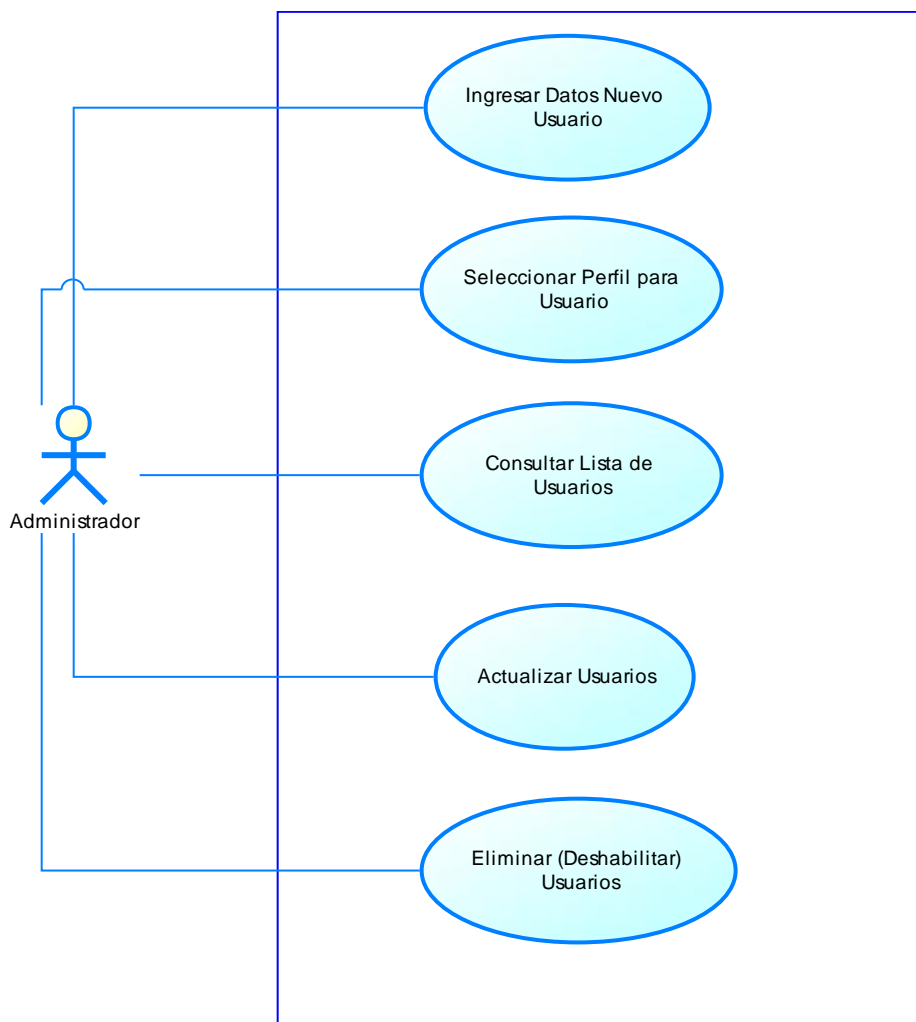 Ingresar Datos Nuevo
Usuario
Seleccionar Perfil para
Usuario
Consultar Lista de
Usuarios
Administrador
Actualizar Usuarios
Eliminar (Deshabilitar)
Usuarios